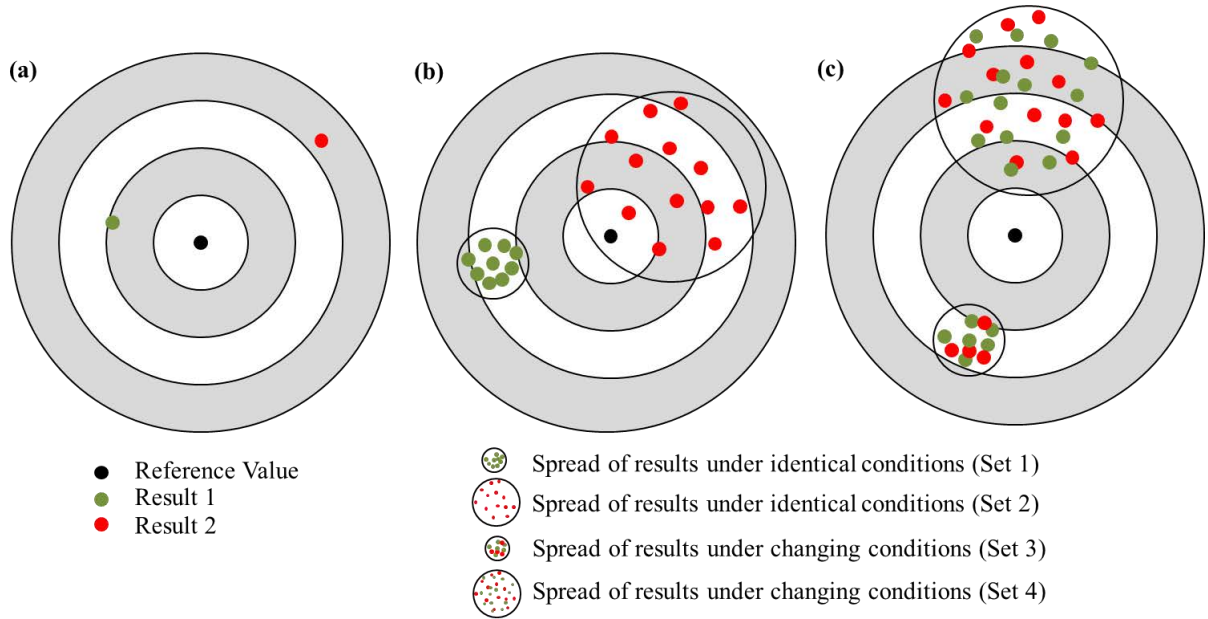 (a)
(b)
(c)
Reference Value
Result 1
Result 2
Spread of results under identical conditions (Set 1)
Spread of results under identical conditions (Set 2)
Spread of results under changing conditions (Set 3)
Spread of results under changing conditions (Set 4)